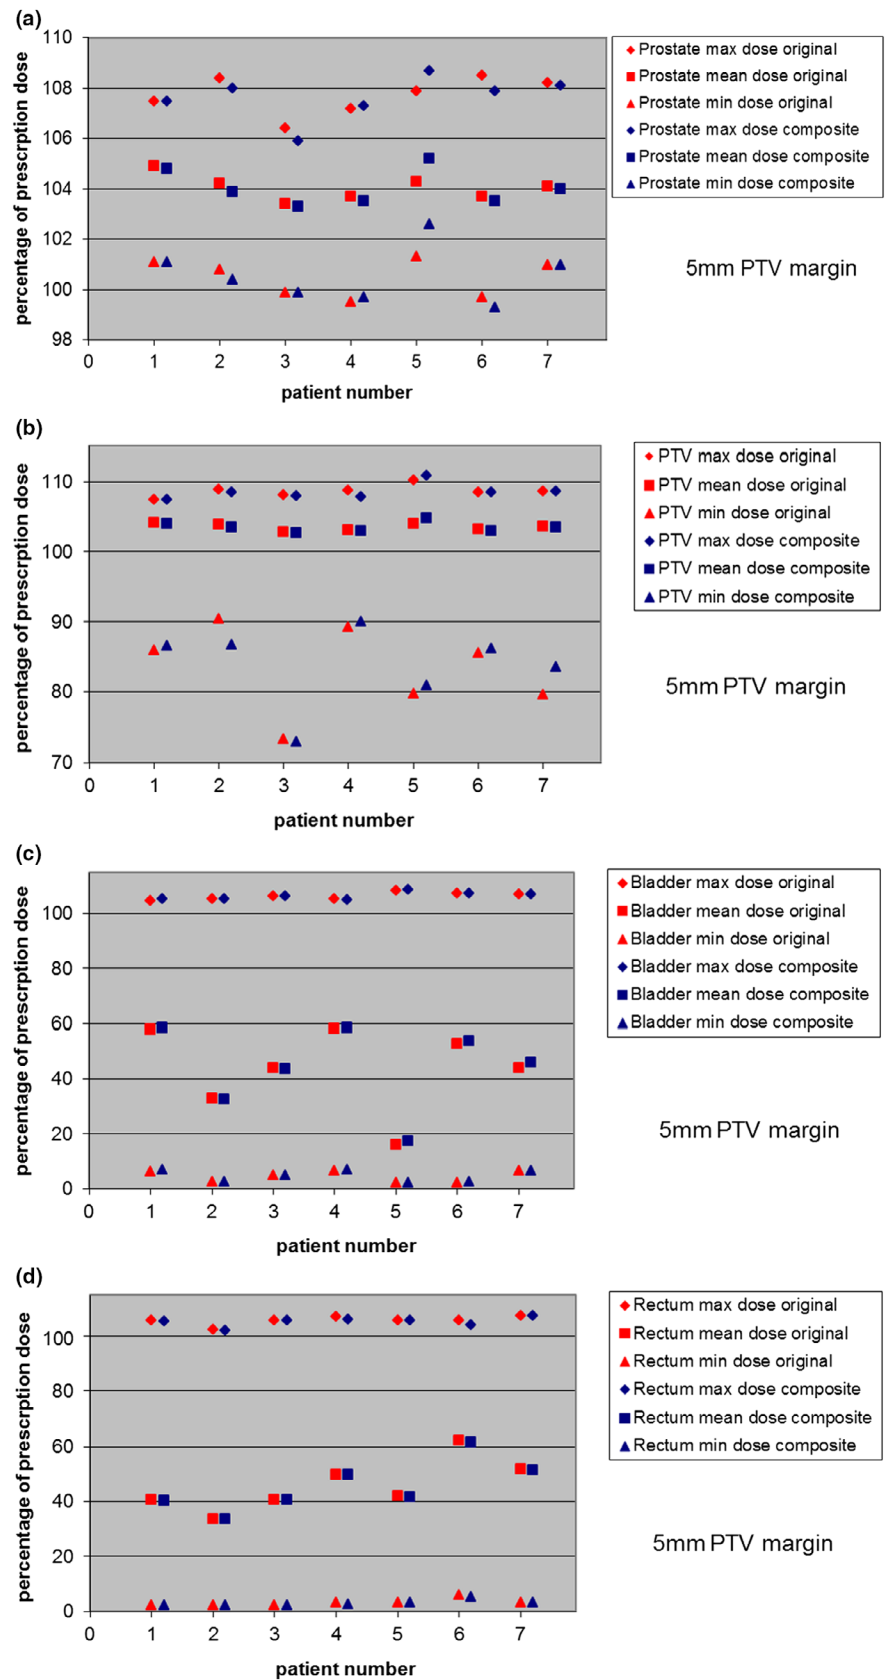 (a)
110
108
106
104
102
100
98
0 1 2 3 4 5 6 7
percentage of prescrption dose
patient number
Prostate max dose original
Prostate mean dose original
Prostate min dose original
Prostate max dose composite
Prostate mean dose composite
Prostate min dose composite
5mm PTV margin
(b)
110
100
90
80
70
0 1 2 3 4 5 6 7
percentage of prescrption dose
patient number
PTV max dose original
PTV mean dose original
PTV min dose original
PTV max dose composite
PTV mean dose composite
PTV min dose composite
5mm PTV margin
(c)
100
80
60
40
20
0
0 1 2 3 4 5 6 7
percentage of prescrption dose
patient number
Bladder max dose original
Bladder mean dose original
Bladder min dose original
Bladder max dose composite
Bladder mean dose composite
Bladder min dose composite
5mm PTV margin
(d)
100
80
60
40
20
0
0 1 2 3 4 5 6 7
percentage of prescrption dose
patient number
Rectum max dose original
Rectum mean dose original
Rectum min dose original
Rectum max dose composite
Rectum mean dose composite
Rectum min dose composite
5mm PTV margin